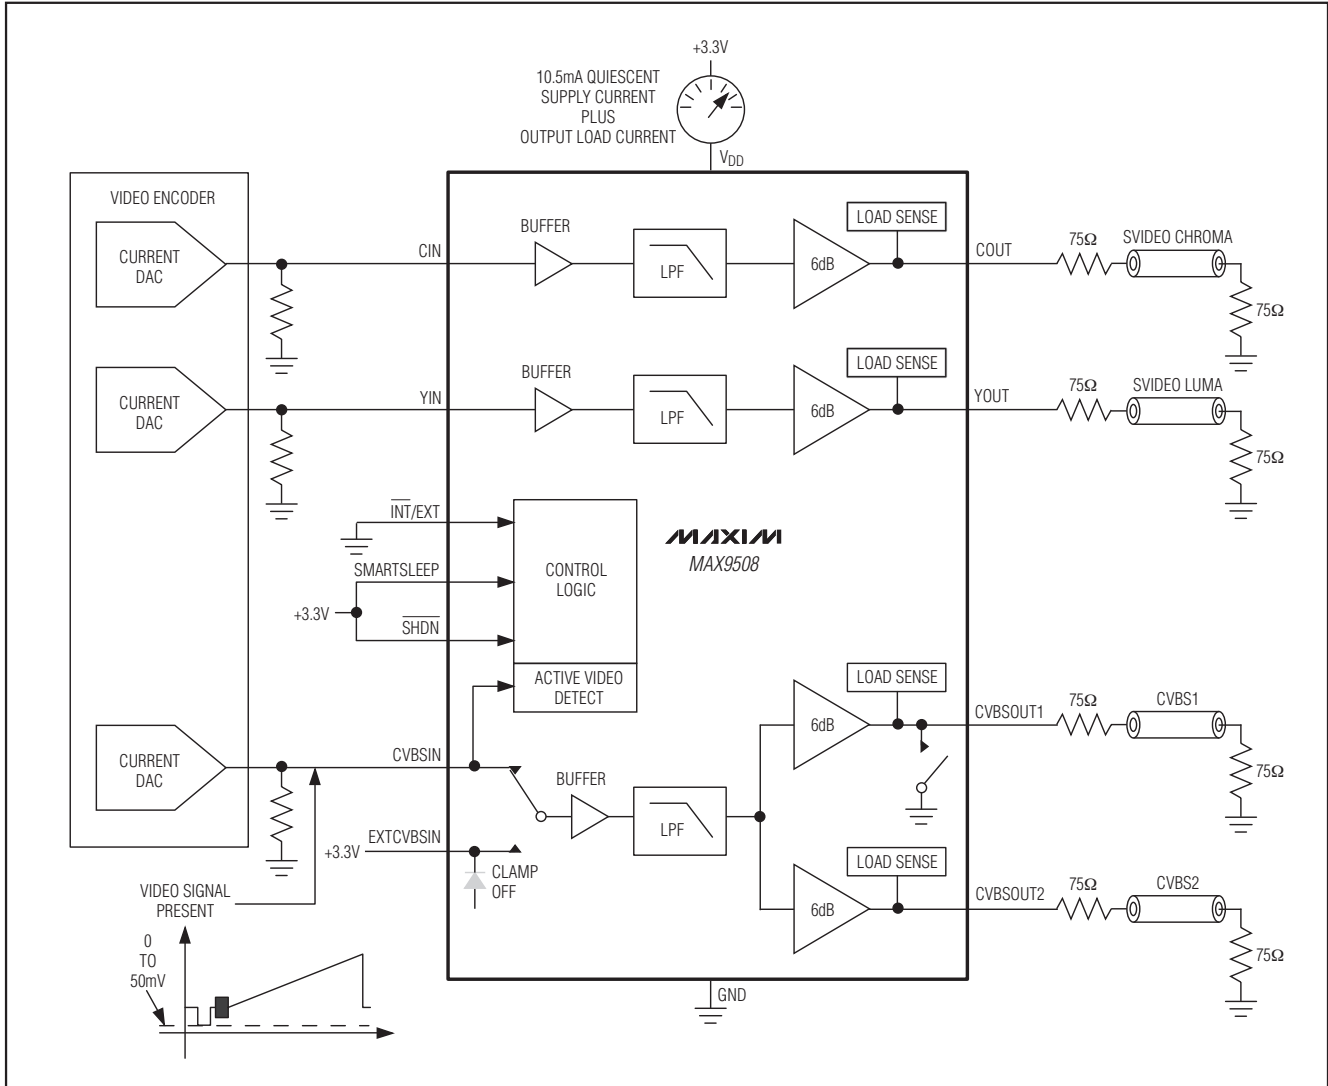 +3.3V
10.5mA QUIESCENT
SUPPLY CURRENT
PLUS
OUTPUT LOAD CURRENT
VDD
VIDEO ENCODER
CURRENT
DAC
CIN
BUFFER
LPF
6dB
LOAD SENSE
COUT
75Ω
SVIDEO CHROMA
75Ω
CURRENT
DAC
YIN
BUFFER
LPF
6dB
LOAD SENSE
YOUT
75Ω
SVIDEO LUMA
75Ω
INT/EXT
SMARTSLEEP
+3.3V
SHDN
CONTROL
LOGIC
ACTIVE VIDEO
DETECT
MAXIM
MAX9508
CURRENT
DAC
CVBSIN
BUFFER
LPF
EXTCVBSIN
+3.3V
CLAMP
OFF
6dB
LOAD SENSE
CVBSOUT1
75Ω
CVBS1
75Ω
6dB
LOAD SENSE
CVBSOUT2
75Ω
CVBS2
75Ω
VIDEO SIGNAL
PRESENT
0
TO
50mV
GND